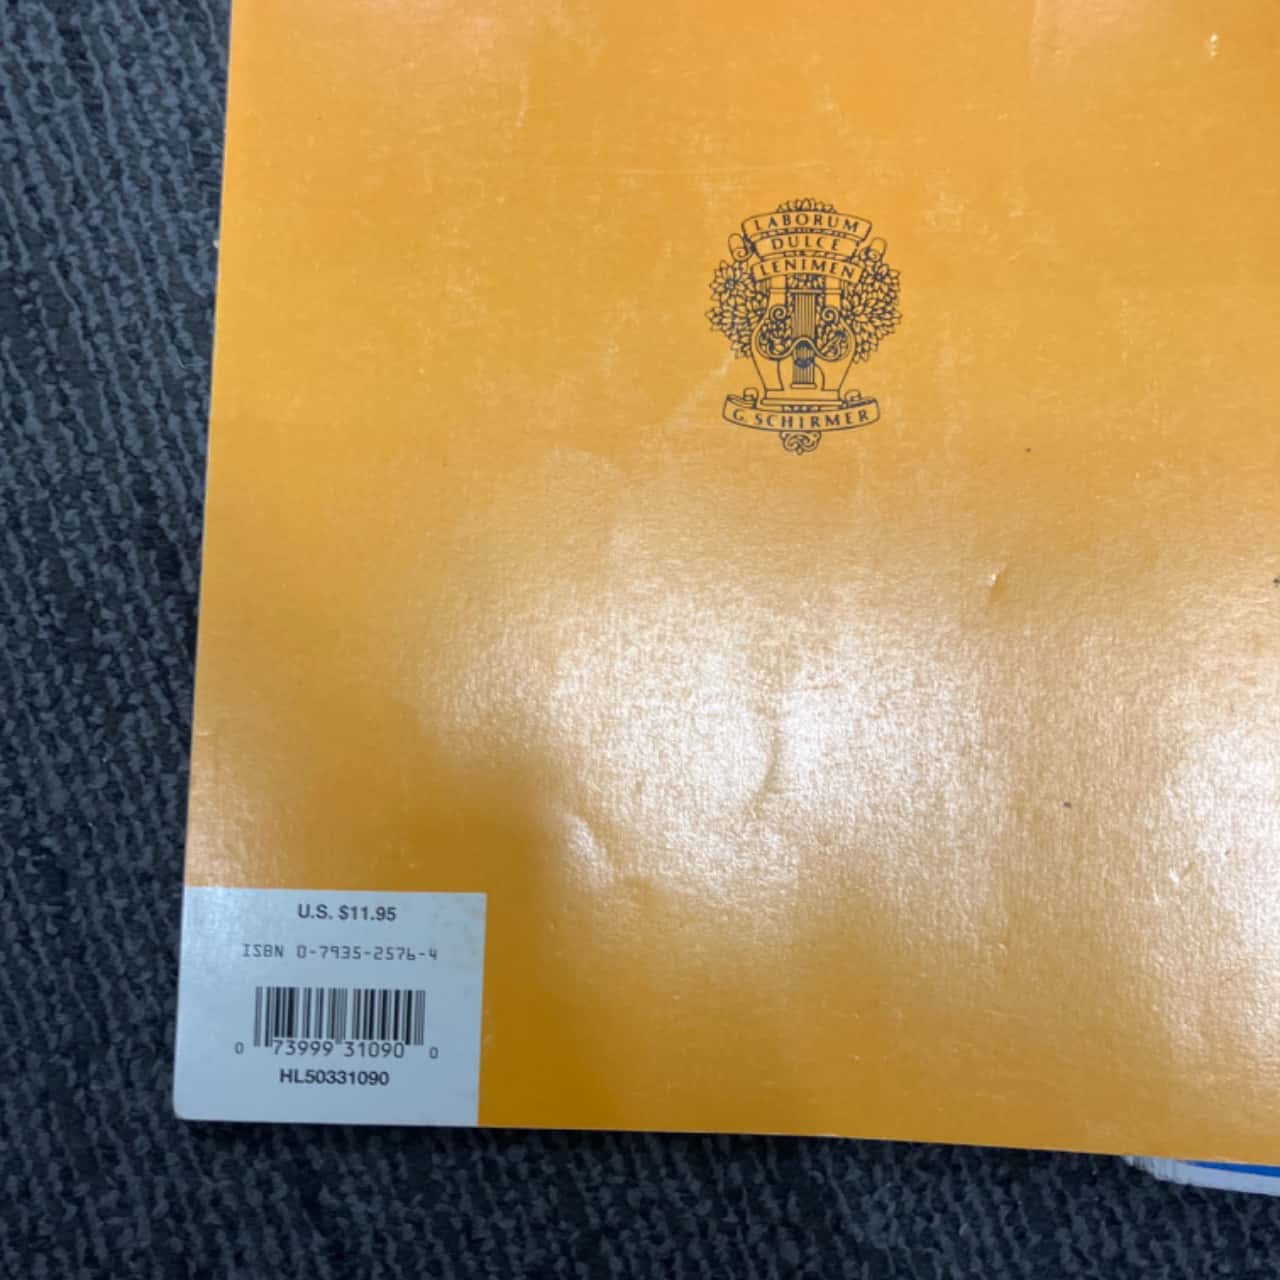 LABORUM
DULCE
LENIMEN
G. SCHIRMER
U.S. $11.95
ISBN 0-7935-2576-4
0 73999 31090 0
HL50331090